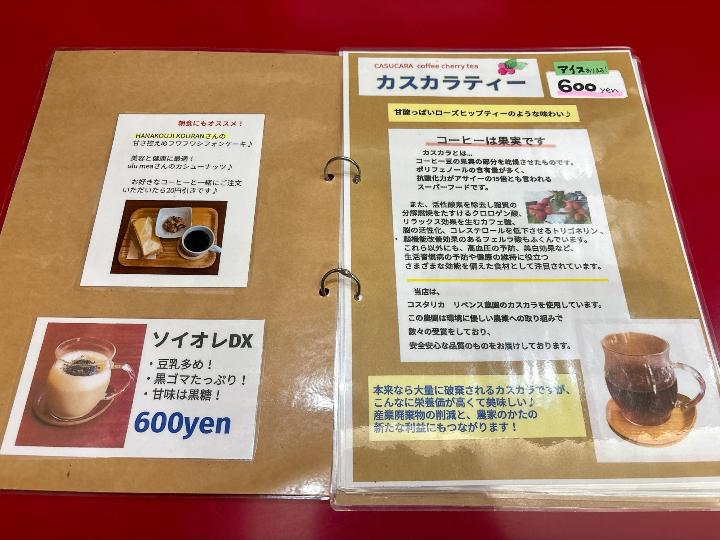 朝食にもオススメ！
HANAKOUJI KOURANさんの
甘さ控えめフワフワシフォンケーキ♪
美容と健康に最適！
ulu meaさんのカシューナッツ♪
お好きなコーヒーと一緒にご注文
いただいたら20円引きです♪
ソイオレDX
・豆乳多め！
・黒ゴマたっぷり！
・甘味は黒糖！
600yen
CASUCARA coffee cherry tea
カスカラティー
アイスあります!
600yen
甘酸っぱいローズヒップティーのような味わい♪
コーヒーは果実です
カスカラとは…
コーヒー豆の果実の部分を乾燥させたものです。
ポリフェノールの含有量が多く、
抗酸化力がアサイーの15倍とも言われる
スーパーフードです。
また、活性酸素を除去し脂質の
分解燃焼をたすけるクロロゲン酸、
リラックス効果を生むカフェ酸、
脳の活性化、コレステロールを低下させるトリゴネリン、
・脳機能改善効果のあるフェルラ酸もふくんでいます。
これら以外にも、高血圧の予防、美白効果など、
生活習慣病の予防や健康の維持に役立つ
さまざまな効能を備えた食材として注目されています。
当店は、
コスタリカ リベンス農園のカスカラを使用しています。
この農園は環境に優しい農業への取り組みで
数々の受賞をしており、
安全安心な品質のものをお届けしております。
本来なら大量に破棄されるカスカラですが、
こんなに栄養価が高くて美味しい♪
産業廃棄物の削減と、農家のかたの
新たな利益にもつながります！